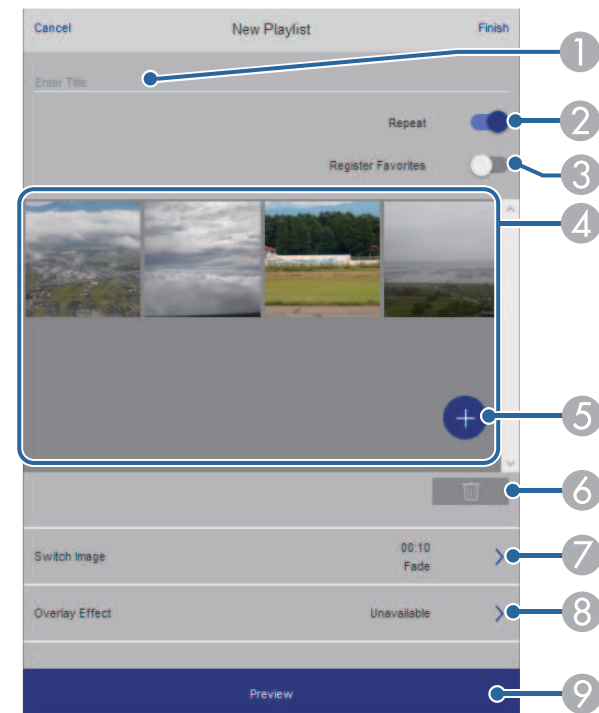 Cancel New Playlist Finish
1
Enter Title
Repeat
2
Register Favorites
3
4
5
6
Switch Image
00:10
Fade
7
Overlay Effect Unavailable
8
Preview
9